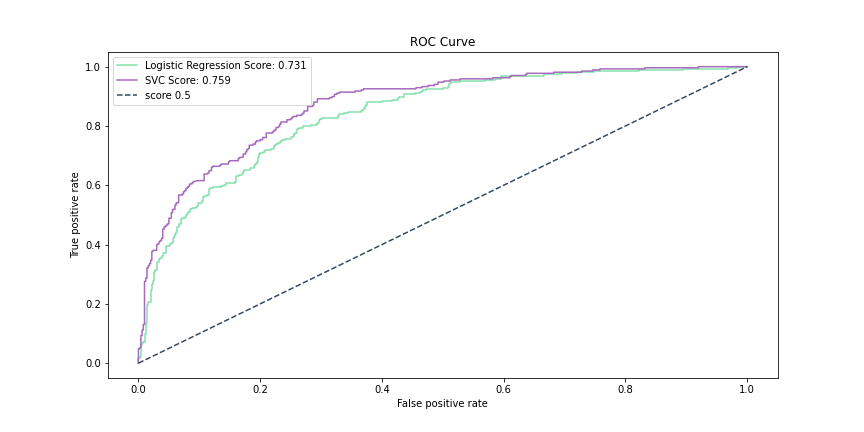 ROC Curve
Logistic Regression Score: 0.731
SVC Score: 0.759
score 0.5
1.0
0.8
0.6
0.4
0.2
0.0
True positive rate
0.0 0.2 0.4 0.6 0.8 1.0
False positive rate